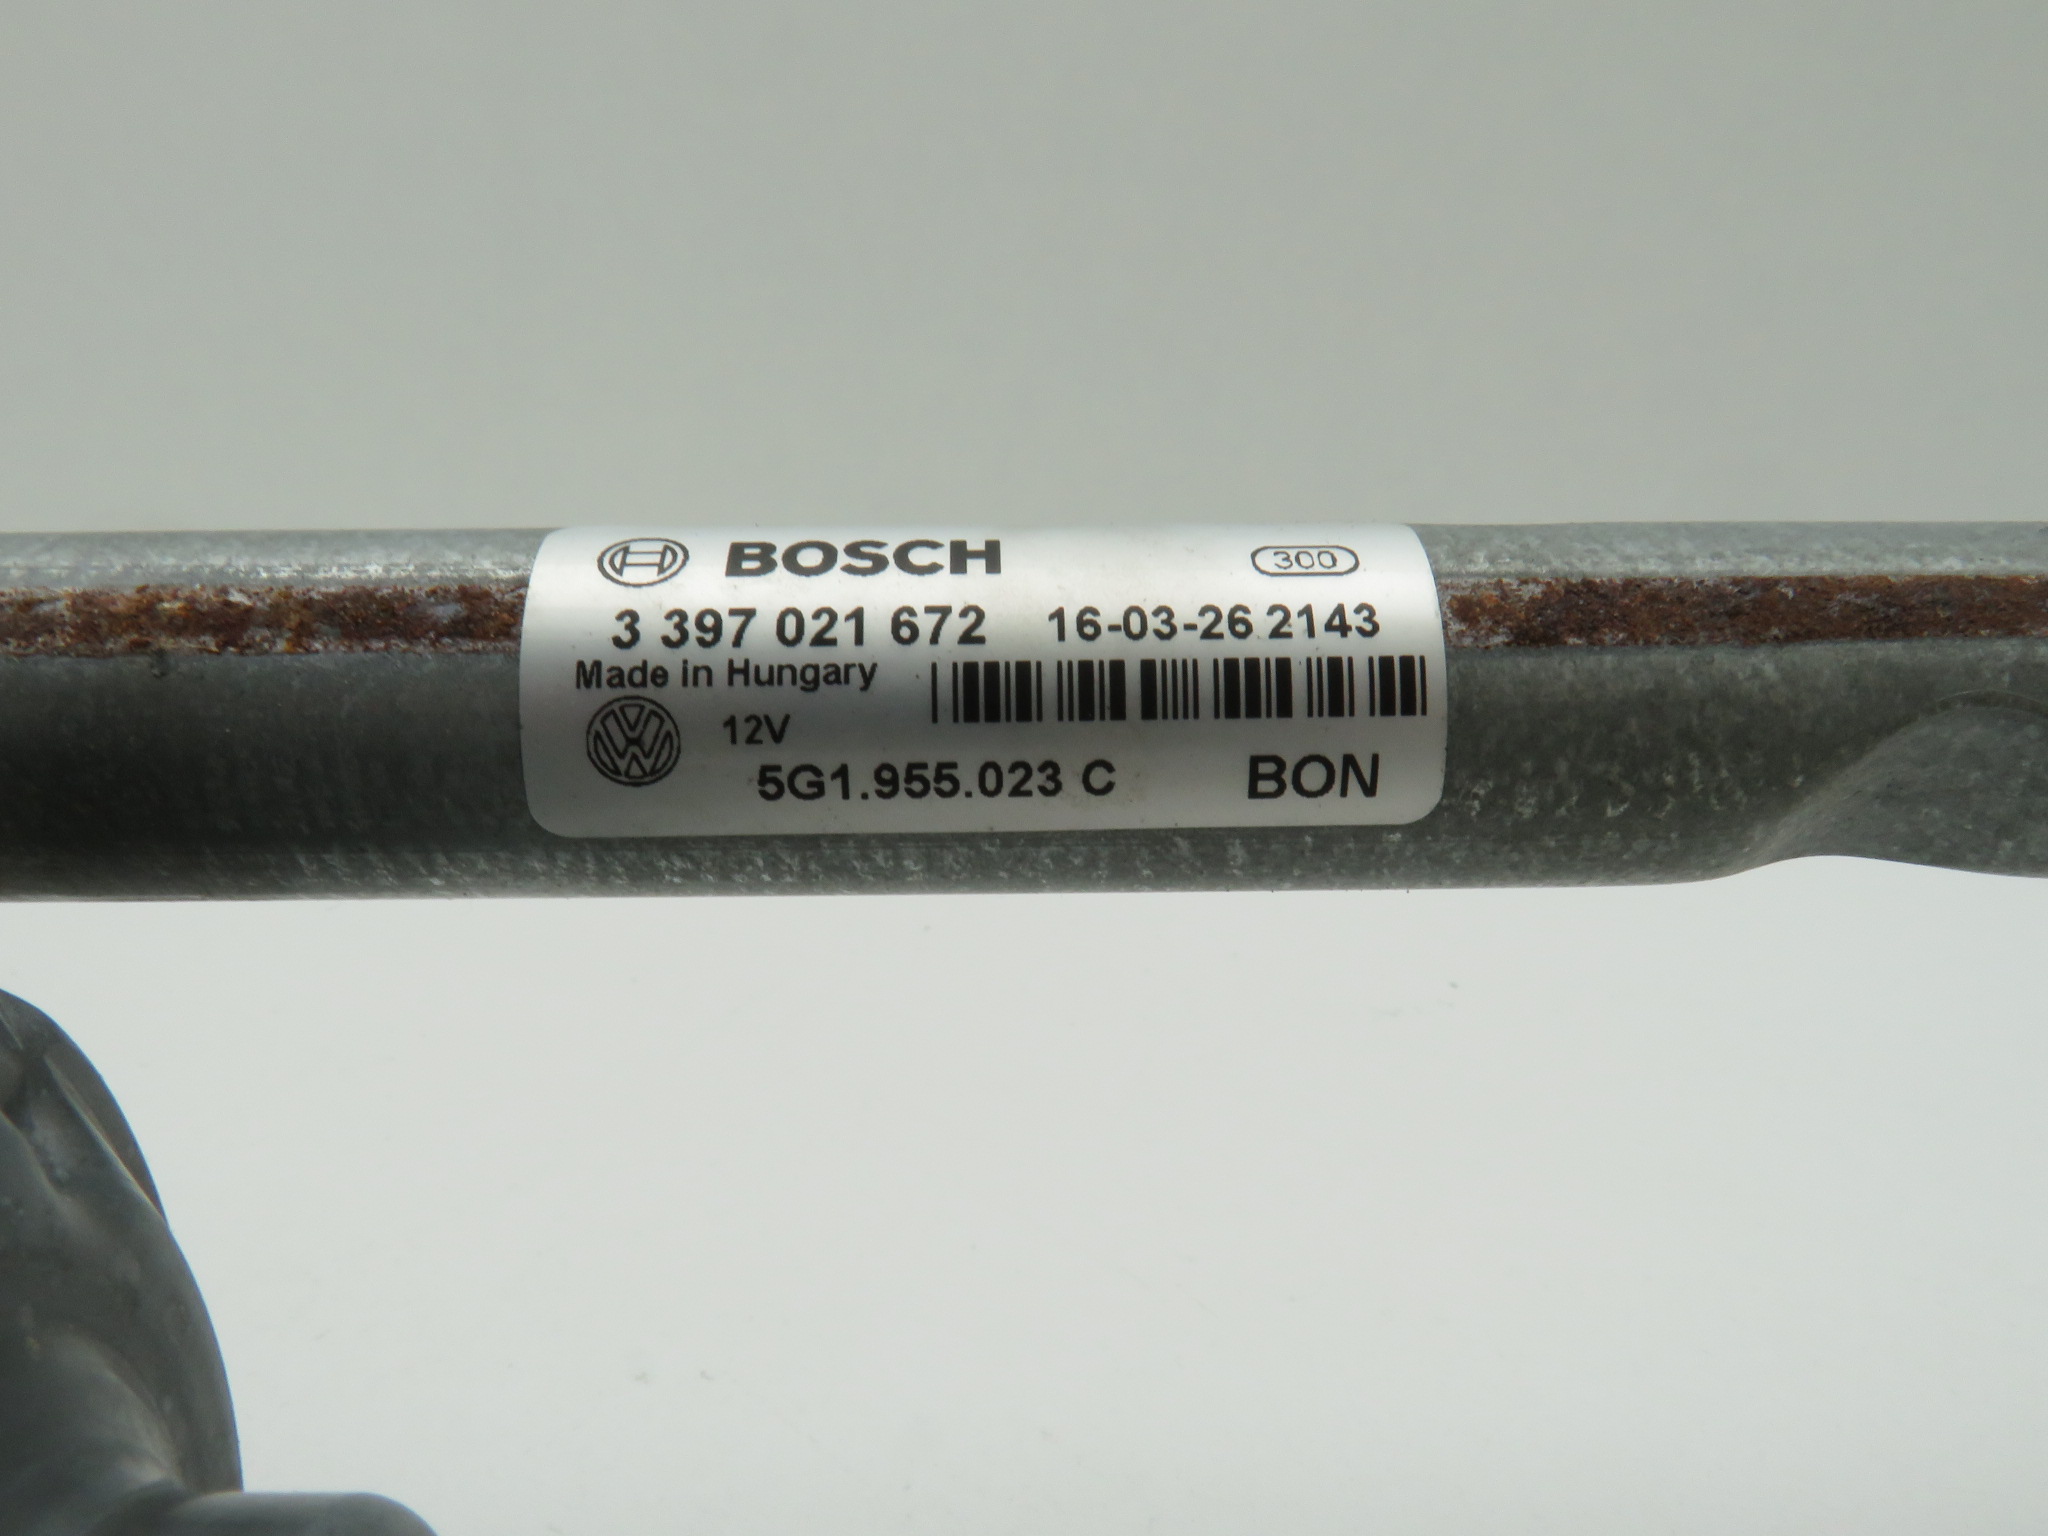 BOSCH 300
3 397 021 672 16-03-26 2143
Made in Hungary
12V
5G1.955.023 C BON